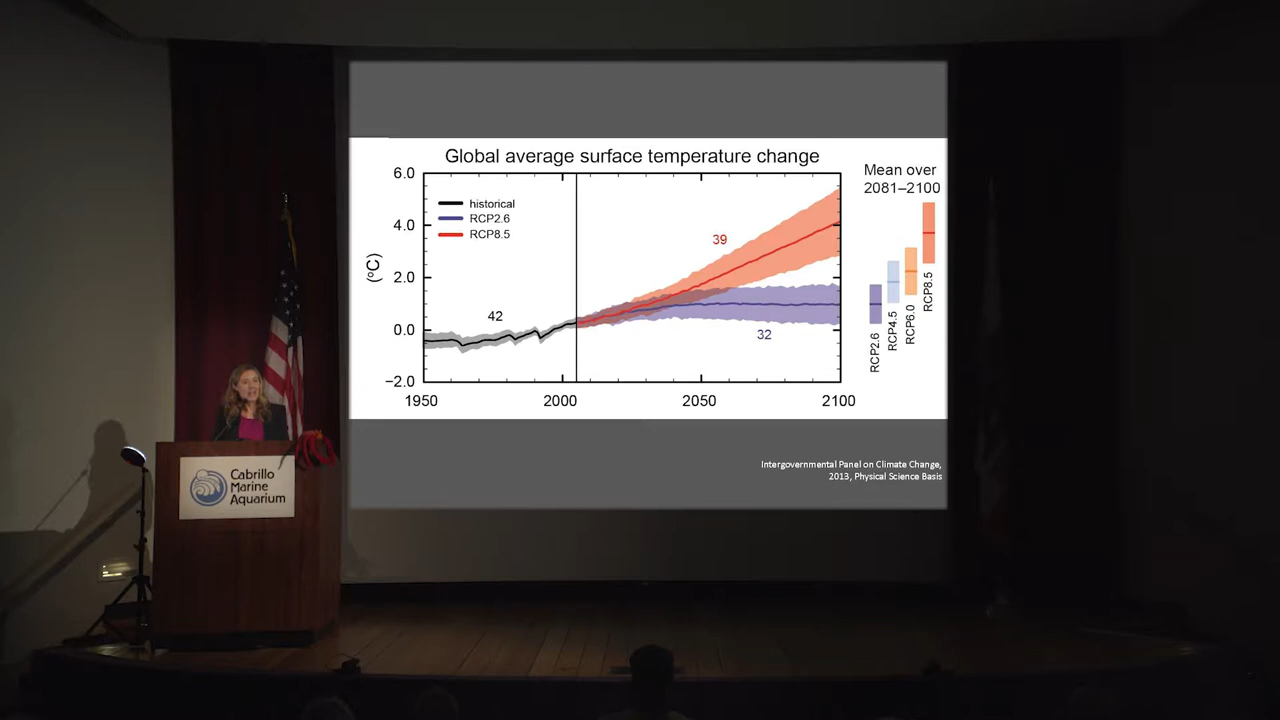 Global average surface temperature change
6.0
4.0
2.0
0.0
−2.0
(°C)
historical
RCP2.6
RCP8.5
42
39
32
1950
2000
2050
2100
Mean over
2081–2100
RCP2.6
RCP4.5
RCP6.0
RCP8.5
Intergovernmental Panel on Climate Change,
2013, Physical Science Basis
Cabrillo
Marine
Aquarium